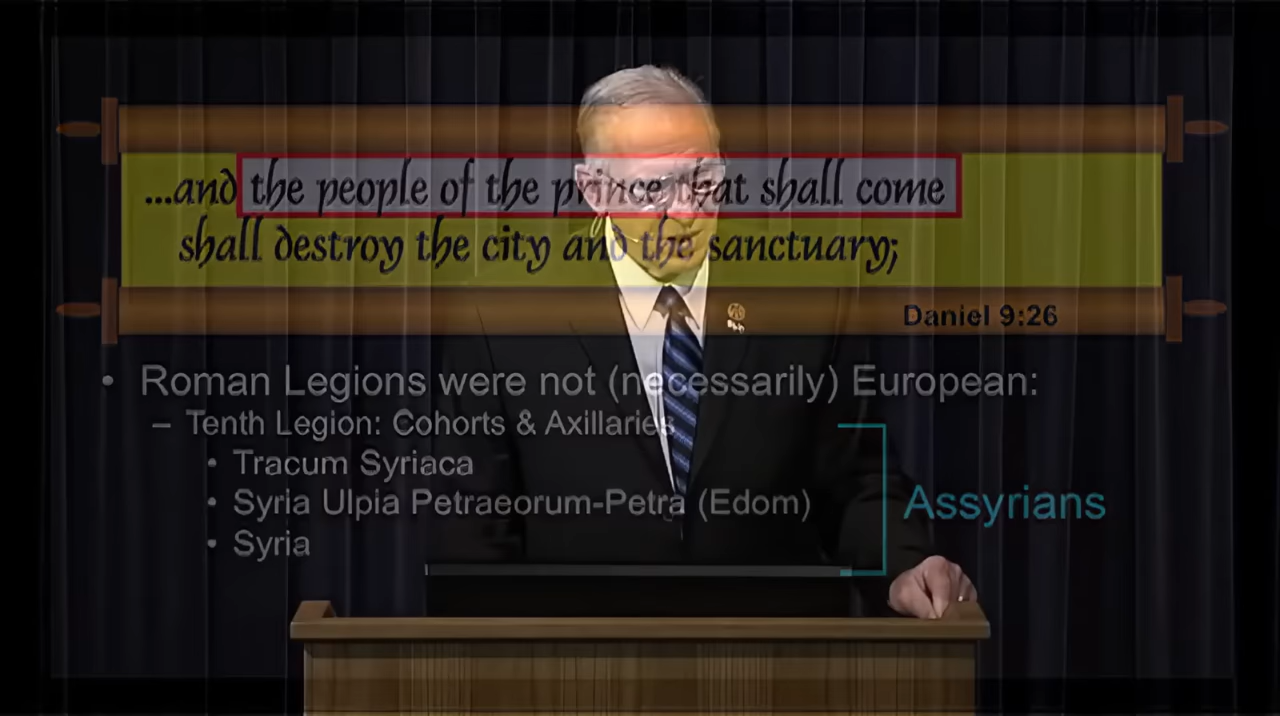 ...and the people of the prince that shall come
shall destroy the city and the sanctuary;
Daniel 9:26
• Roman Legions were not (necessarily) European:
– Tenth Legion: Cohorts & Axillaries
• Tracum Syriaca
• Syria Ulpia Petraeorum-Petra (Edom)
• Syria
Assyrians